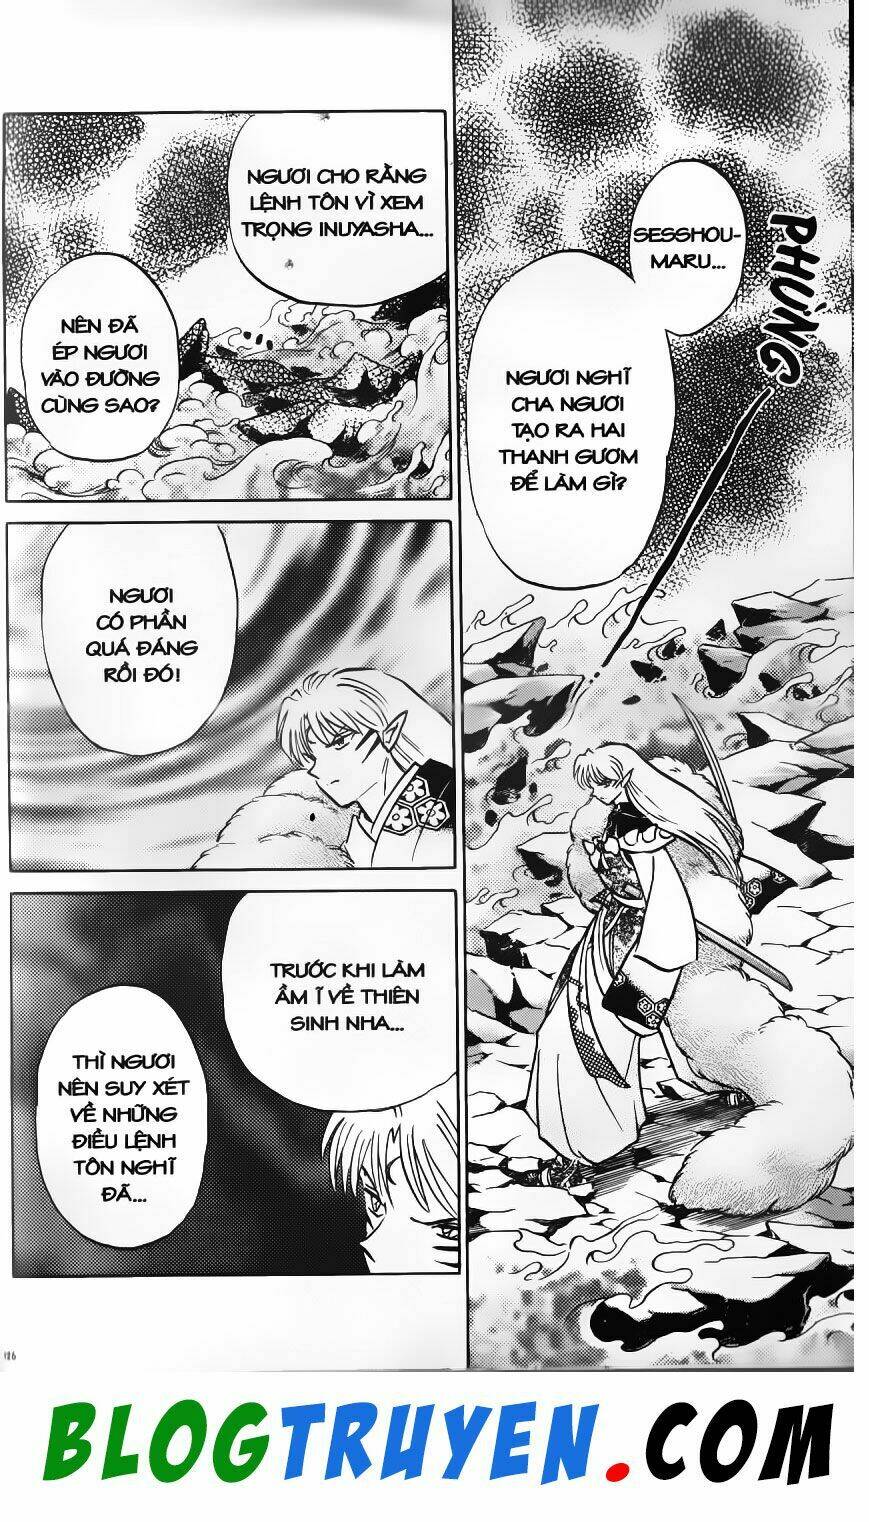 SESSHOU-
MARU...
PHỪNG
NGƯƠI NGHĨ
CHA NGƯƠI
TẠO RA HAI
THANH GƯƠM
ĐỂ LÀM GÌ?
NGƯƠI CHO RẰNG
LỆNH TÔN VÌ XEM
TRỌNG INUYASHA...
NÊN ĐÃ
ÉP NGƯƠI
VÀO ĐƯỜNG
CÙNG SAO?
NGƯƠI
CÓ PHẦN
QUÁ ĐÁNG
RỒI ĐÓ!
TRƯỚC KHI LÀM
ẦM Ĩ VỀ THIÊN
SINH NHA...
THÌ NGƯƠI
NÊN SUY XÉT
VỀ NHỮNG
ĐIỀU LỆNH
TÔN NGHĨ
ĐÃ...
126
BLOGTRUYEN.COM